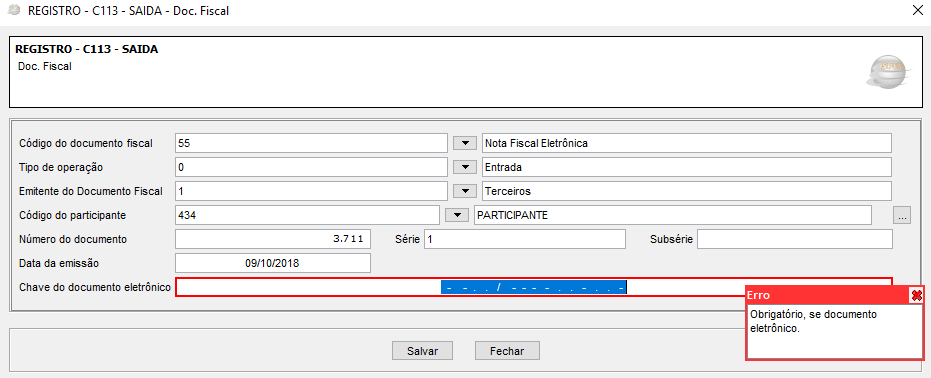 REGISTRO - C113 - SAIDA - Doc. Fiscal
REGISTRO - C113 - SAIDA
Doc. Fiscal
Código do documento fiscal 55 Nota Fiscal Eletrônica
Tipo de operação 0 Entrada
Emitente do Documento Fiscal 1 Terceiros
Código do participante 434 PARTICIPANTE ...
Número do documento 3.711 Série 1 Subsérie
Data da emissão 09/10/2018
Chave do documento eletrônico - - . . / - - - - . . - . . -
Erro
Obrigatório, se documento
eletrônico.
Salvar Fechar